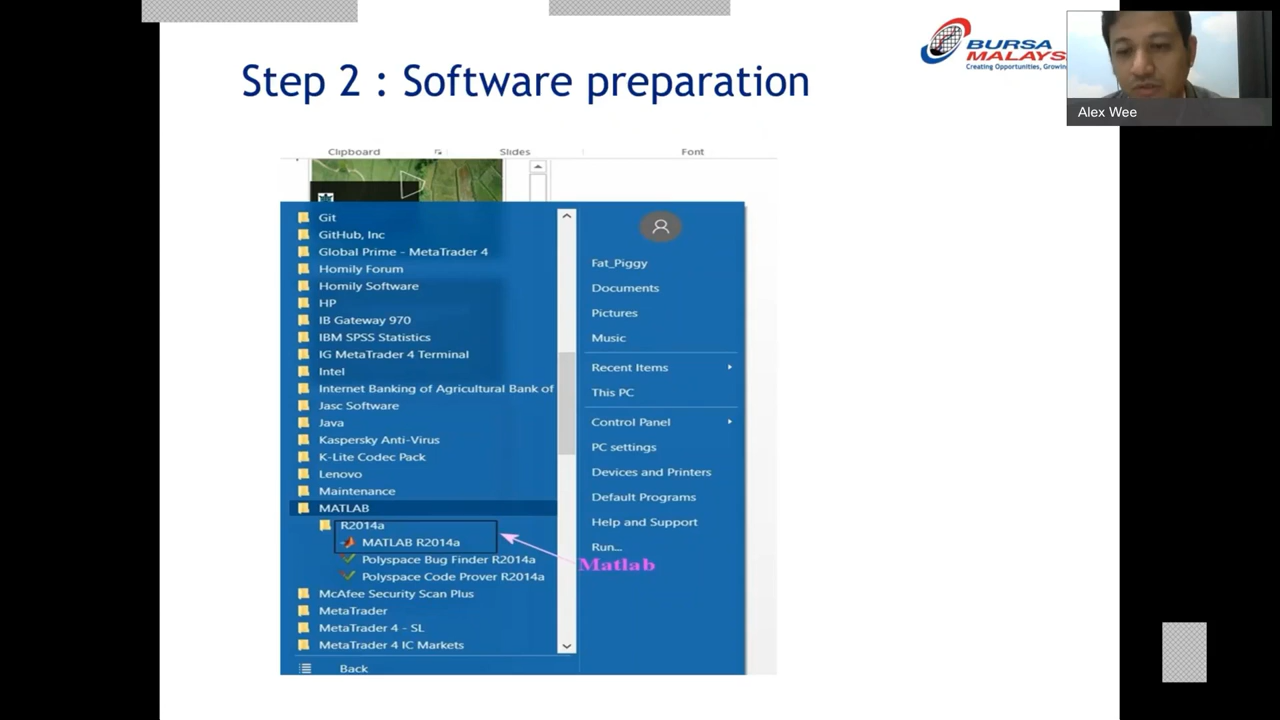 Step 2 : Software preparation
BURSA
MALAYS
Creating Opportunities, Growin
Alex Wee
Clipboard
Slides
Font
Git
GitHub, Inc
Global Prime - MetaTrader 4
Homily Forum
Homily Software
HP
IB Gateway 970
IBM SPSS Statistics
IG MetaTrader 4 Terminal
Intel
Internet Banking of Agricultural Bank of
Jasc Software
Java
Kaspersky Anti-Virus
K-Lite Codec Pack
Lenovo
Maintenance
MATLAB
R2014a
MATLAB R2014a
Polyspace Bug Finder R2014a
Polyspace Code Prover R2014a
McAfee Security Scan Plus
MetaTrader
MetaTrader 4 - SL
MetaTrader 4 IC Markets
Back
Fat_Piggy
Documents
Pictures
Music
Recent Items
This PC
Control Panel
PC settings
Devices and Printers
Default Programs
Help and Support
Run...
Matlab